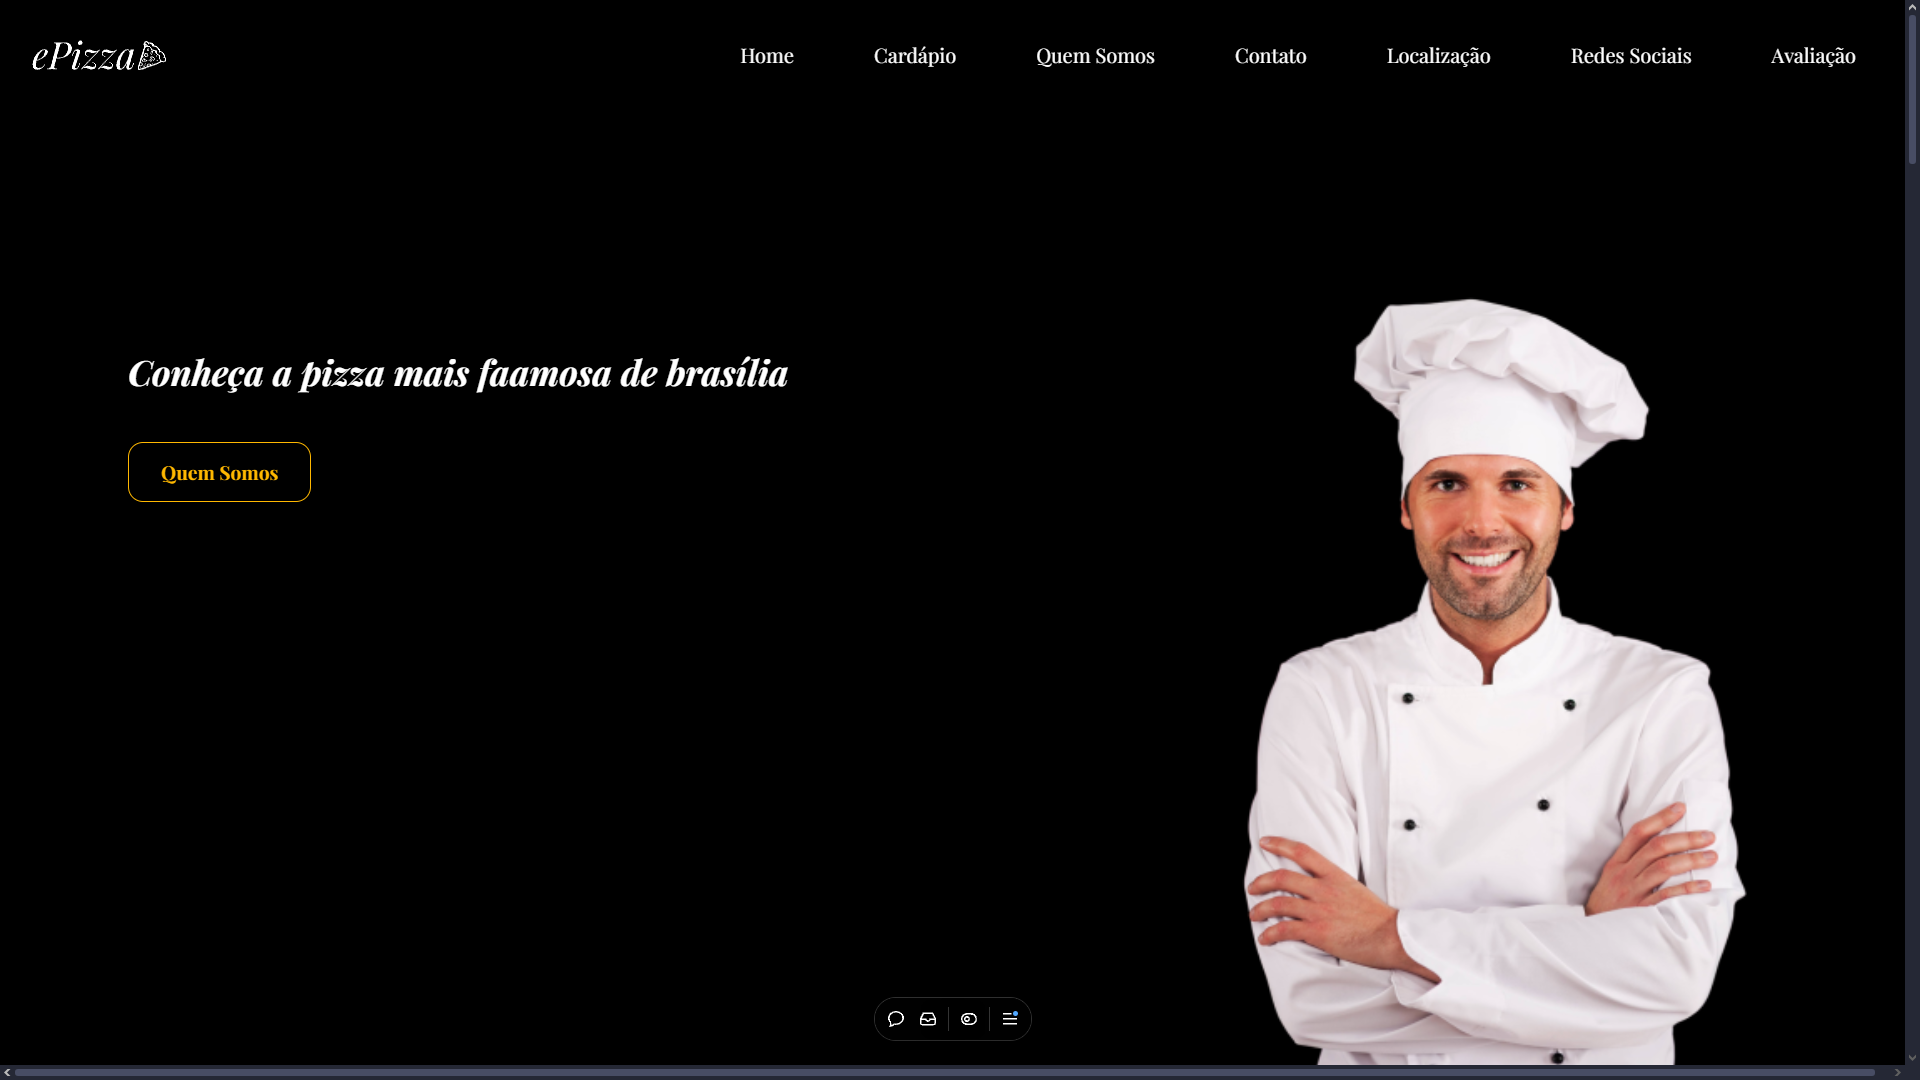 ePizza
Home Cardápio Quem Somos Contato Localização Redes Sociais Avaliação
Conheça a pizza mais faamosa de brasília
Quem Somos